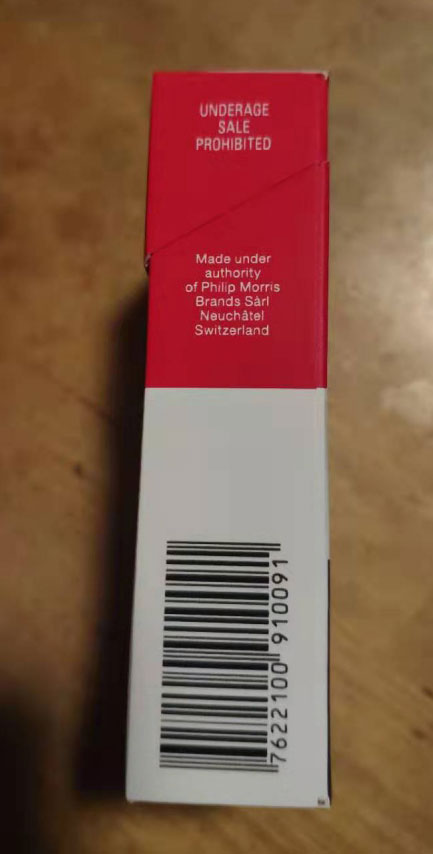 UNDERAGE
SALE
PROHIBITED
Made under
authority
of Philip Morris
Brands Sàrl
Neuchâtel
Switzerland
7622100 910091